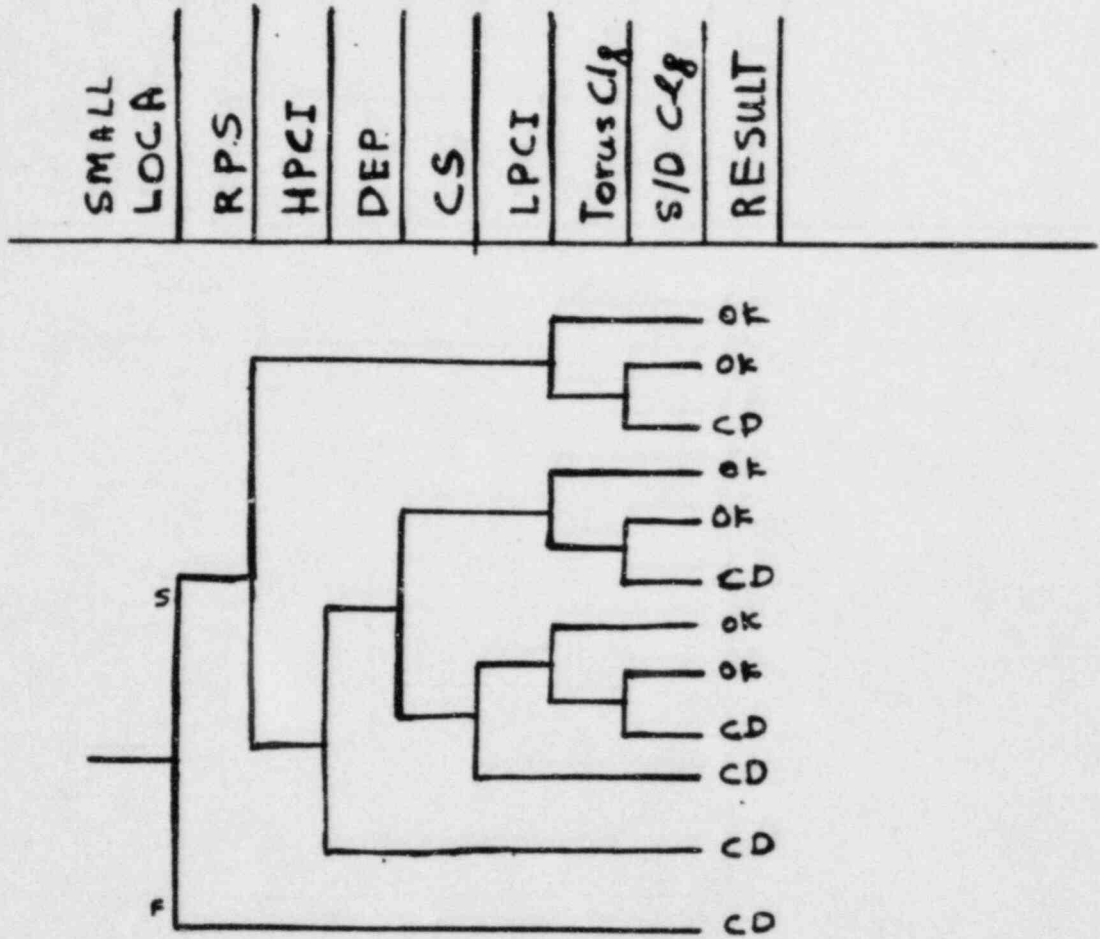 SMALL LOCA
RPS
HPCI
DEP.
CS
LPCI
Torus Clg
S/D Clg
RESULT
OK
OK
CD
OK
OK
CD
S
OK
OK
CD
CD
CD
F
CD